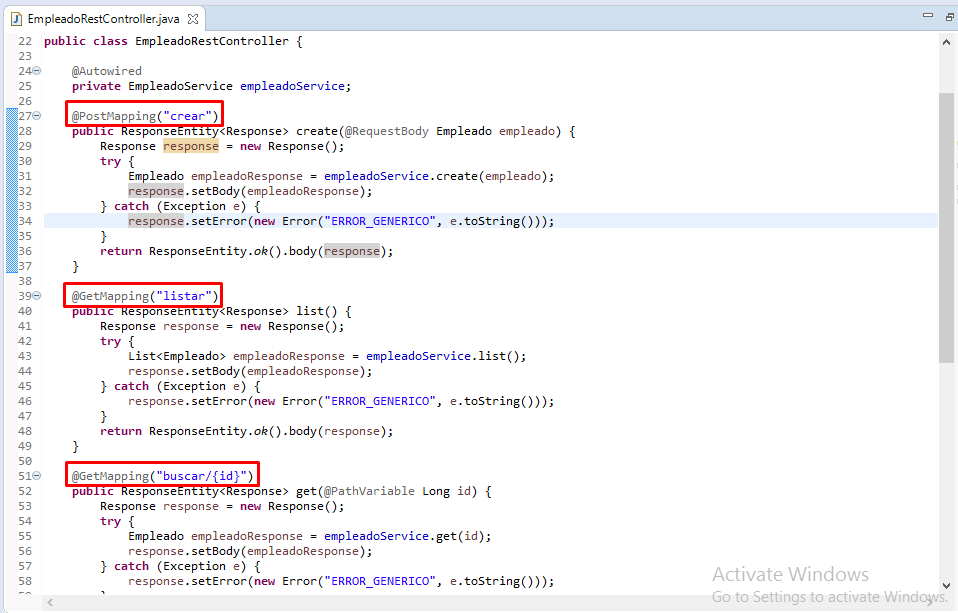 EmpleadoRestController.java
22 public class EmpleadoRestController {
23
24 @Autowired
25 private EmpleadoService empleadoService;
26
27 @PostMapping("crear")
28 public ResponseEntity<Response> create(@RequestBody Empleado empleado) {
29 Response response = new Response();
30 try {
31 Empleado empleadoResponse = empleadoService.create(empleado);
32 response.setBody(empleadoResponse);
33 } catch (Exception e) {
34 response.setError(new Error("ERROR_GENERICO", e.toString()));
35 }
36 return ResponseEntity.ok().body(response);
37 }
38
39 @GetMapping("listar")
40 public ResponseEntity<Response> list() {
41 Response response = new Response();
42 try {
43 List<Empleado> empleadoResponse = empleadoService.list();
44 response.setBody(empleadoResponse);
45 } catch (Exception e) {
46 response.setError(new Error("ERROR_GENERICO", e.toString()));
47 }
48 return ResponseEntity.ok().body(response);
49 }
50
51 @GetMapping("buscar/{id}")
52 public ResponseEntity<Response> get(@PathVariable Long id) {
53 Response response = new Response();
54 try {
55 Empleado empleadoResponse = empleadoService.get(id);
56 response.setBody(empleadoResponse);
57 } catch (Exception e) {
58 response.setError(new Error("ERROR_GENERICO", e.toString()));
Activate Windows
Go to Settings to activate Windows.